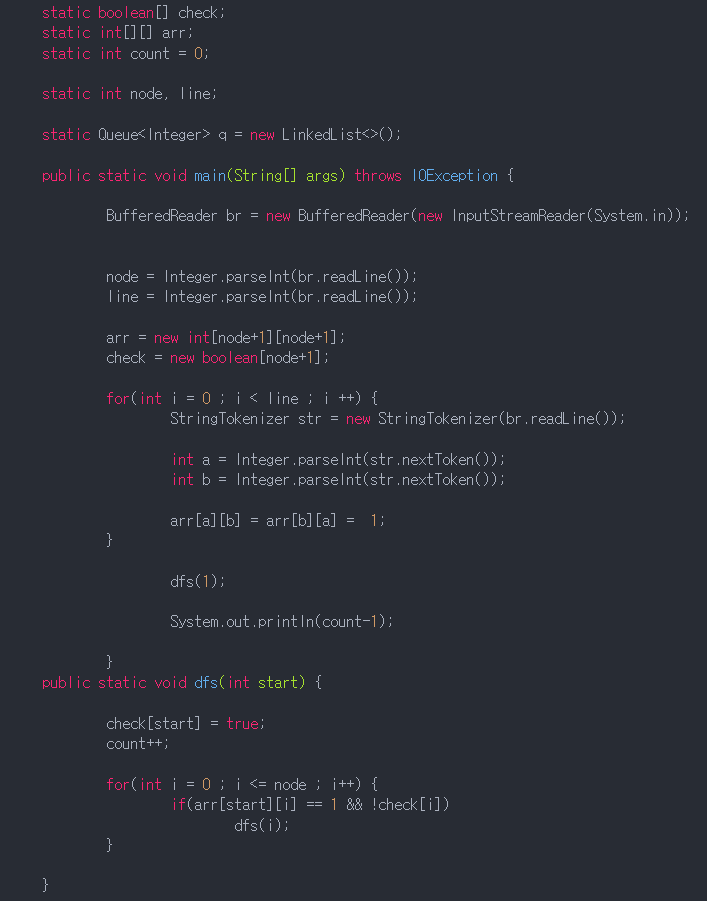 static boolean[] check;
static int[][] arr;
static int count = 0;
static int node, line;
static Queue<Integer> q = new LinkedList<>();
public static void main(String[] args) throws IOException {
BufferedReader br = new BufferedReader(new InputStreamReader(System.in));
node = Integer.parseInt(br.readLine());
line = Integer.parseInt(br.readLine());
arr = new int[node+1][node+1];
check = new boolean[node+1];
for(int i = 0 ; i < line ; i ++) {
StringTokenizer str = new StringTokenizer(br.readLine());
int a = Integer.parseInt(str.nextToken());
int b = Integer.parseInt(str.nextToken());
arr[a][b] = arr[b][a] =  1;
}
dfs(1);
System.out.println(count-1);
}
public static void dfs(int start) {
check[start] = true;
count++;
for(int i = 0 ; i <= node ; i++) {
if(arr[start][i] == 1 && !check[i])
dfs(i);
}
}